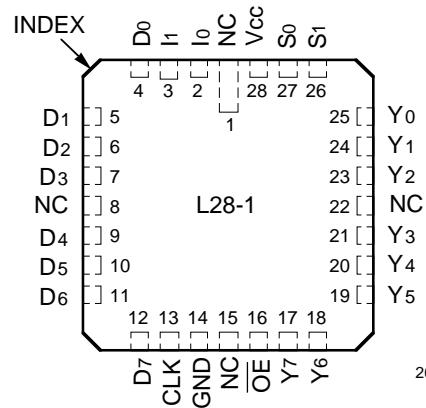 INDEX
D0 I1 I0 NC Vcc S0 S1
4 3 2 28 27 26
1
D1 5 25 Y0
D2 6 24 Y1
D3 7 23 Y2
NC 8 L28-1 22 NC
D4 9 21 Y3
D5 10 20 Y4
D6 11 19 Y5
12 13 14 15 16 17 18
D7 CLK GND NC O̅E̅ Y7 Y6